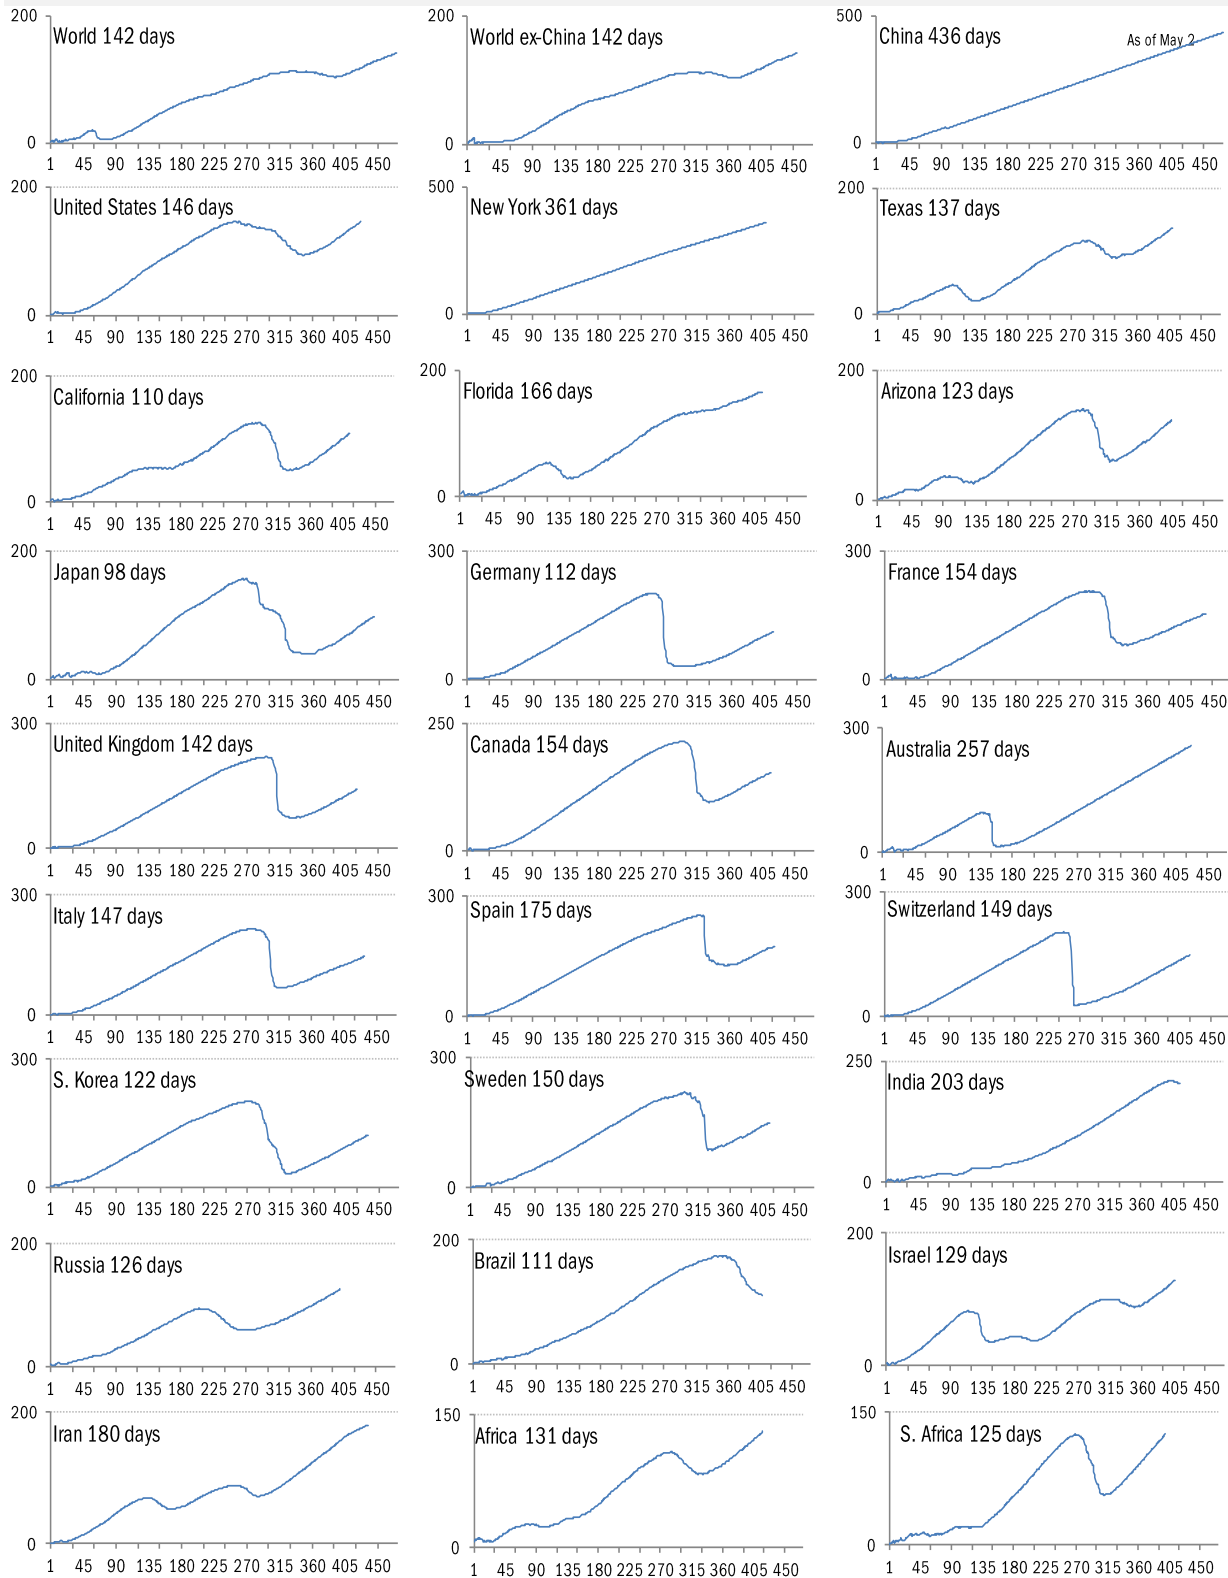 200
World 142 days
0
1 45 90 135 180 225 270 315 360 405 450
200
World ex-China 142 days
0
1 45 90 135 180 225 270 315 360 405 450
500
China 436 days
As of May 2
0
1 45 90 135 180 225 270 315 360 405 450
200
United States 146 days
0
1 45 90 135 180 225 270 315 360 405 450
500
New York 361 days
0
1 45 90 135 180 225 270 315 360 405 450
200
Texas 137 days
0
1 45 90 135 180 225 270 315 360 405 450
200
California 110 days
0
1 45 90 135 180 225 270 315 360 405 450
200
Florida 166 days
0
1 45 90 135 180 225 270 315 360 405 450
200
Arizona 123 days
0
1 45 90 135 180 225 270 315 360 405 450
200
Japan 98 days
0
1 45 90 135 180 225 270 315 360 405 450
300
Germany 112 days
0
1 45 90 135 180 225 270 315 360 405 450
300
France 154 days
0
1 45 90 135 180 225 270 315 360 405 450
300
United Kingdom 142 days
0
1 45 90 135 180 225 270 315 360 405 450
250
Canada 154 days
0
1 45 90 135 180 225 270 315 360 405 450
300
Australia 257 days
0
1 45 90 135 180 225 270 315 360 405 450
300
Italy 147 days
0
1 45 90 135 180 225 270 315 360 405 450
300
Spain 175 days
0
1 45 90 135 180 225 270 315 360 405 450
300
Switzerland 149 days
0
1 45 90 135 180 225 270 315 360 405 450
300
S. Korea 122 days
0
1 45 90 135 180 225 270 315 360 405 450
300
Sweden 150 days
0
1 45 90 135 180 225 270 315 360 405 450
250
India 203 days
0
1 45 90 135 180 225 270 315 360 405 450
200
Russia 126 days
0
1 45 90 135 180 225 270 315 360 405 450
200
Brazil 111 days
0
1 45 90 135 180 225 270 315 360 405 450
200
Israel 129 days
0
1 45 90 135 180 225 270 315 360 405 450
200
Iran 180 days
0
1 45 90 135 180 225 270 315 360 405 450
150
Africa 131 days
0
1 45 90 135 180 225 270 315 360 405 450
150
S. Africa 125 days
0
1 45 90 135 180 225 270 315 360 405 450